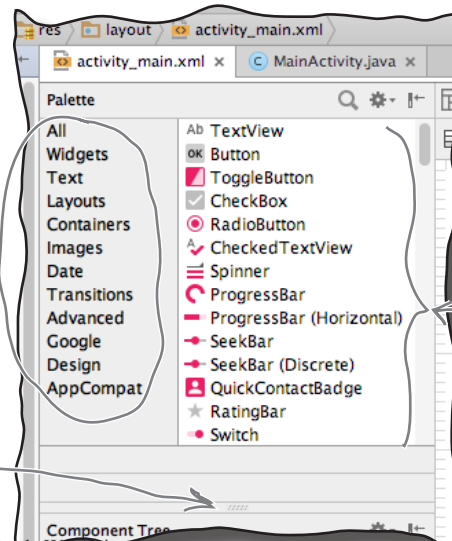 res layout activity_main.xml
activity_main.xml × MainActivity.java ×
Palette
All
Widgets
Text
Layouts
Containers
Images
Date
Transitions
Advanced
Google
Design
AppCompat
Ab TextView
OK Button
ToggleButton
CheckBox
RadioButton
CheckedTextView
Spinner
ProgressBar
ProgressBar (Horizontal)
SeekBar
SeekBar (Discrete)
QuickContactBadge
RatingBar
Switch
Component Tree